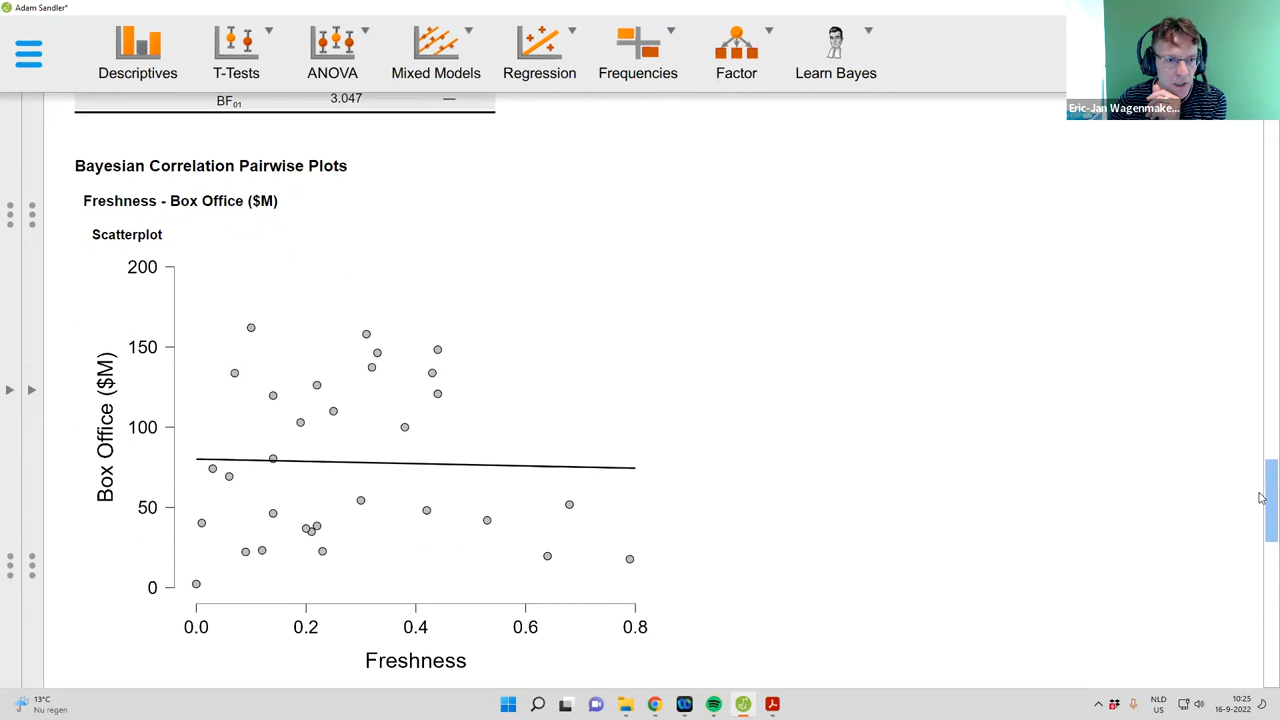 Adam Sandler*
Descriptives
T-Tests
ANOVA
Mixed Models
Regression
Frequencies
Factor
Learn Bayes
Eric-Jan Wagenmake...
BF₀₁ 3.047 —
Bayesian Correlation Pairwise Plots
Freshness - Box Office ($M)
Scatterplot
200
150
100
50
0
Box Office ($M)
0.0 0.2 0.4 0.6 0.8
Freshness
13°C
Nu regen
NLD
US
10:25
16-9-2022